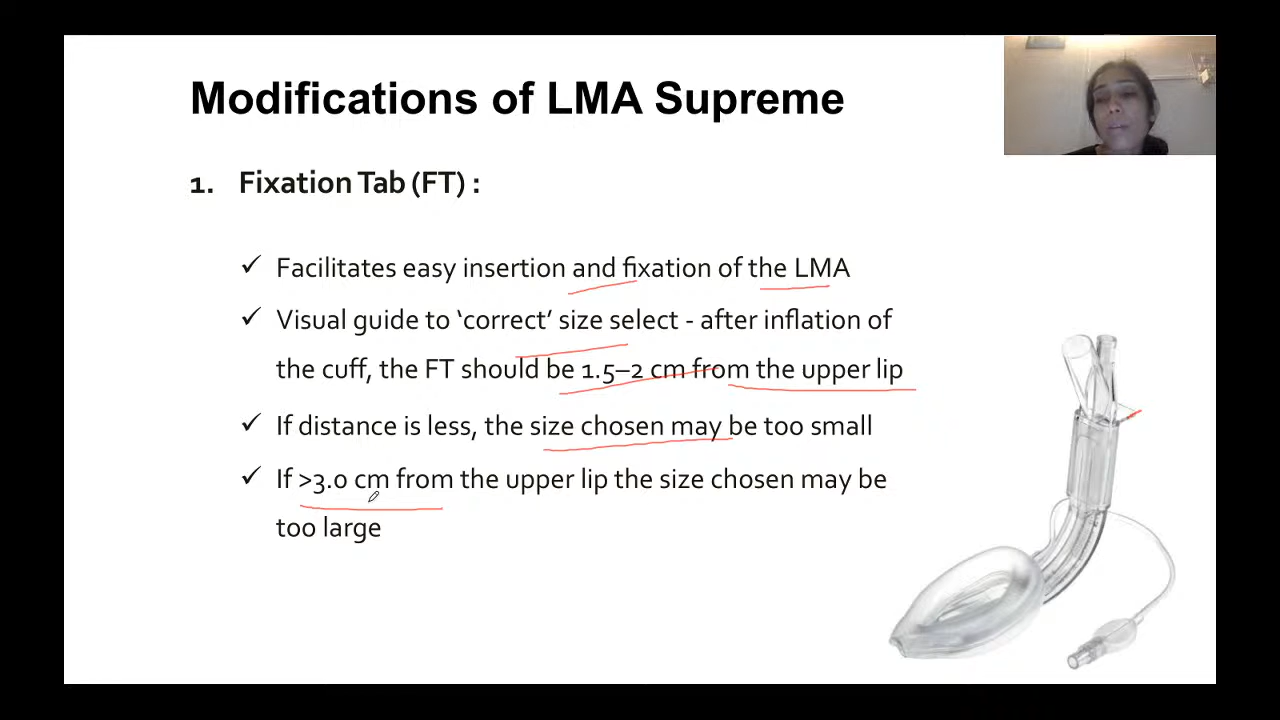 Modifications of LMA Supreme
1. Fixation Tab (FT) :
✓ Facilitates easy insertion and fixation of the LMA
✓ Visual guide to ‘correct’ size select - after inflation of
the cuff, the FT should be 1.5–2 cm from the upper lip
✓ If distance is less, the size chosen may be too small
✓ If >3.0 cm from the upper lip the size chosen may be
too large